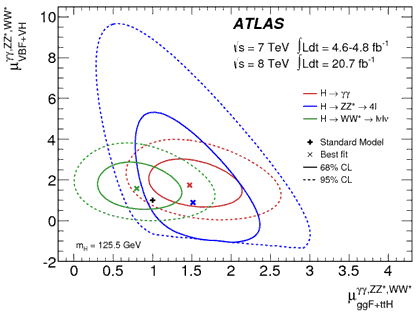 μ^γγ,ZZ*,WW*_VBF+VH
10
8
6
4
2
0
-2
ATLAS
√s = 7 TeV ∫Ldt = 4.6-4.8 fb⁻¹
√s = 8 TeV ∫Ldt = 20.7 fb⁻¹
H → γγ
H → ZZ* → 4l
H → WW* → lνlν
+ Standard Model
× Best fit
68% CL
95% CL
m_H = 125.5 GeV
0 0.5 1 1.5 2 2.5 3 3.5 4
μ^γγ,ZZ*,WW*_ggF+ttH